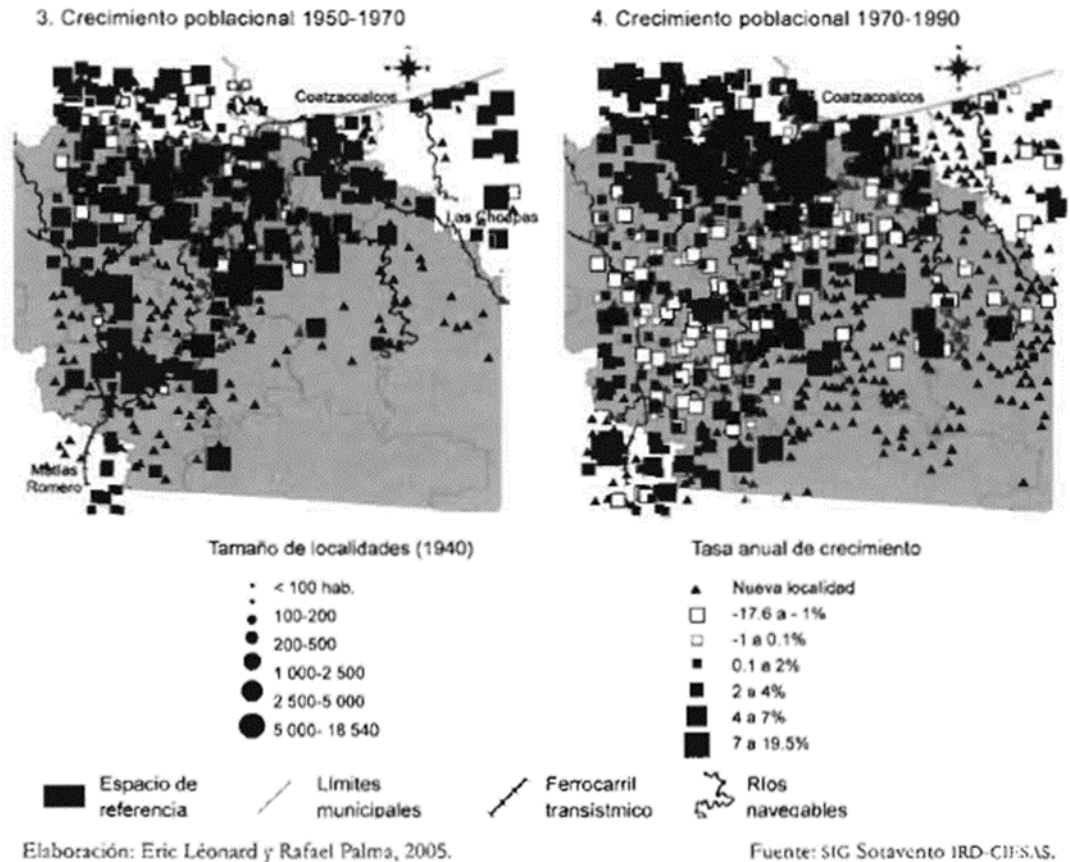 3. Crecimiento poblacional 1950-1970
4. Crecimiento poblacional 1970-1990
Coatzacoalcos
Las Choapas
Matías
Romero
Coatzacoalcos
Tamaño de localidades (1940)
< 100 hab.
100-200
200-500
1 000-2 500
2 500-5 000
5 000- 18 540
Tasa anual de crecimiento
Nueva localidad
-17.6 a - 1%
-1 a 0.1%
0.1 a 2%
2 a 4%
4 a 7%
7 a 19.5%
Espacio de
referencia
Límites
municipales
Ferrocarril
transístmico
Ríos
navegables
Elaboración: Eric Léonard y Rafael Palma, 2005.
Fuente: SIG Sotavento IRD-CIESAS.